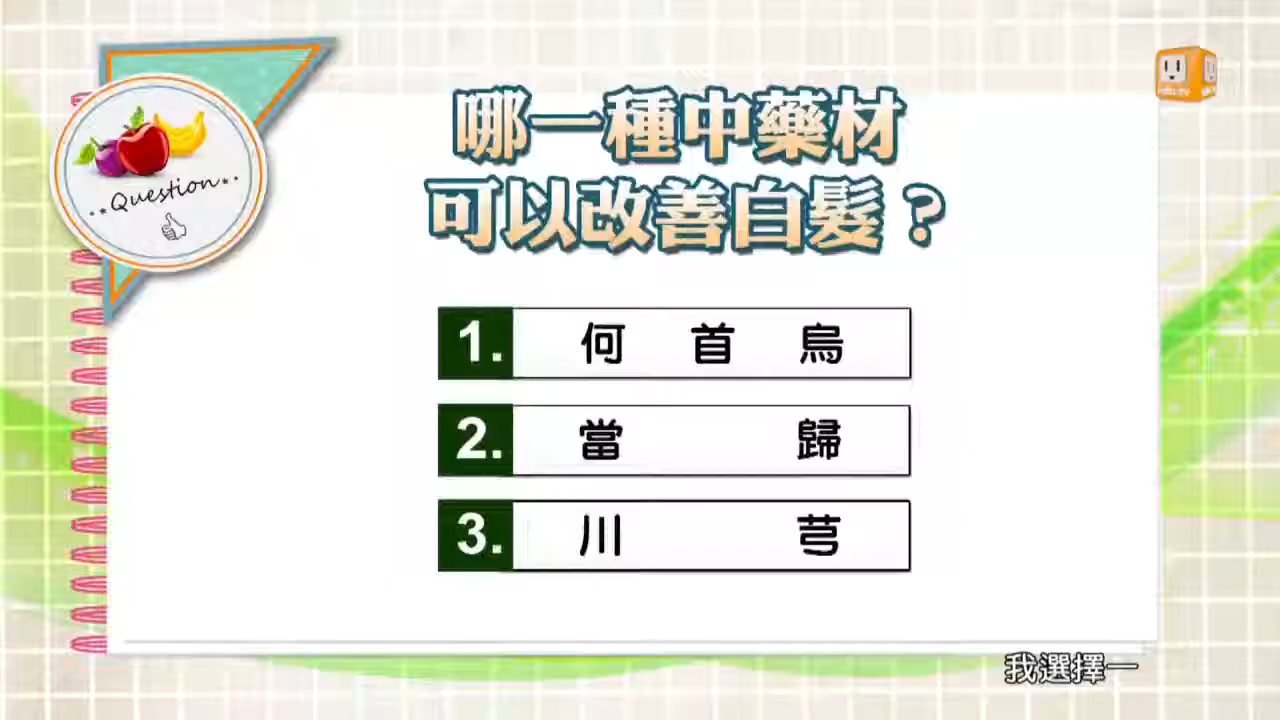 哪一種中藥材
可以改善白髮？
Question
1. 何首烏
2. 當歸
3. 川芎
我選擇一